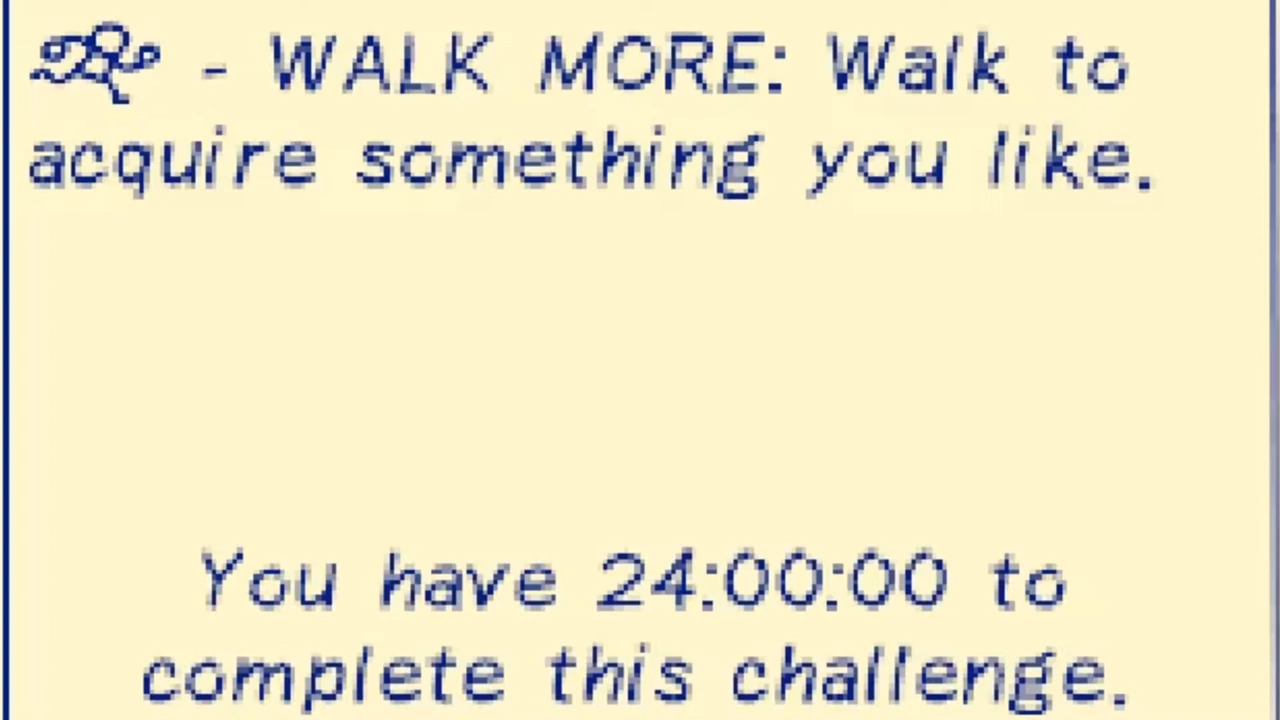 - WALK MORE: Walk to
acquire something you like.
You have 24:00:00 to
complete this challenge.